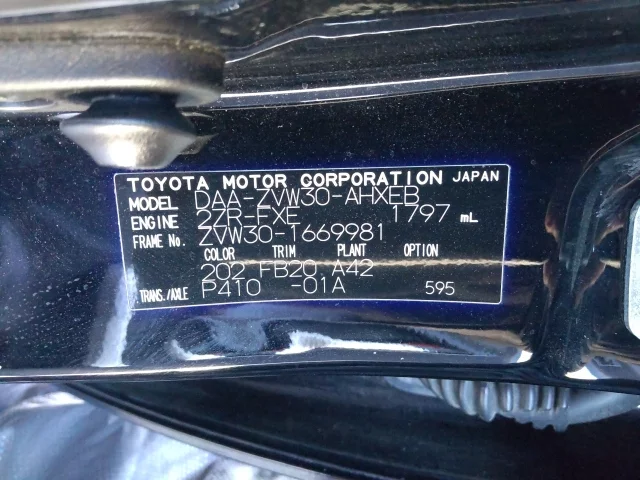 TOYOTA MOTOR CORPORATION JAPAN
MODEL DAA-ZVW30-AHXEB
ENGINE 2ZR-FXE 1797 mL
FRAME No. ZVW30-1669981
COLOR TRIM PLANT OPTION
202 FB20 A42
TRANS./AXLE P410 -01A 595